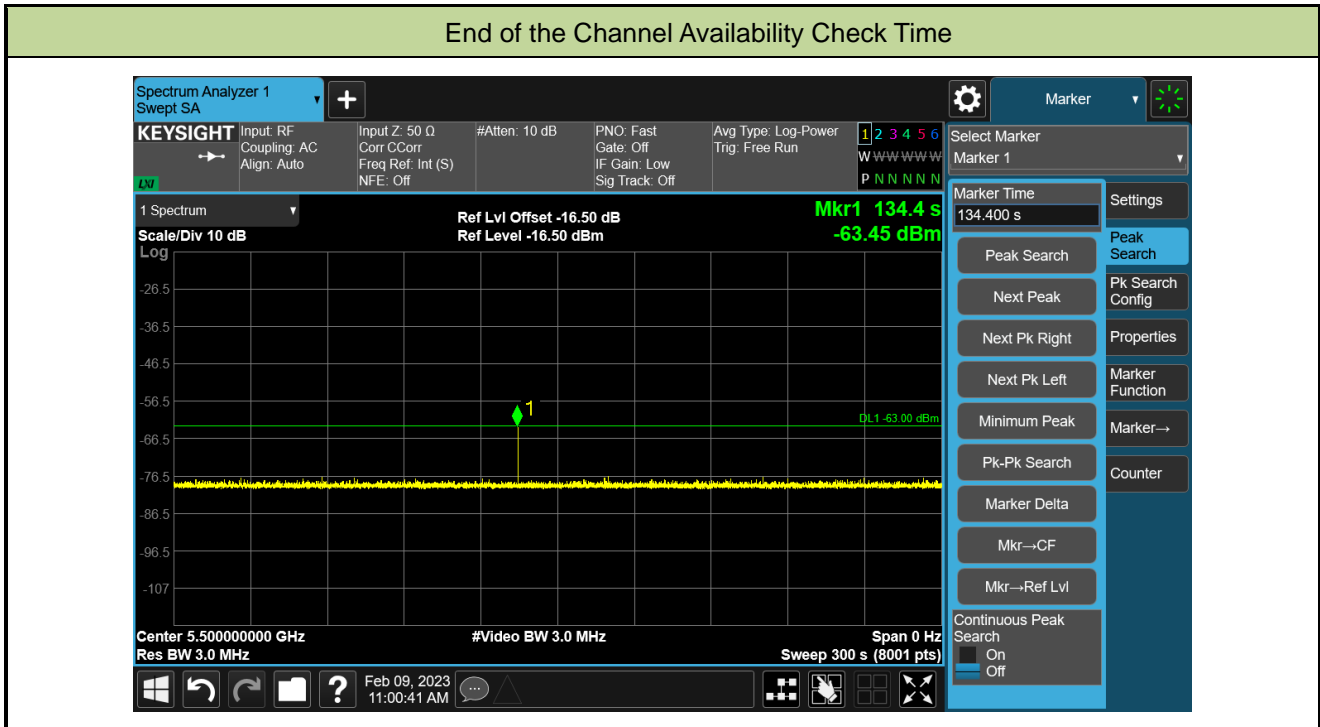 End of the Channel Availability Check Time
Spectrum Analyzer 1
Swept SA
Marker
KEYSIGHT
LXI
Input: RF
Coupling: AC
Align: Auto
Input Z: 50 Ω
Corr CCorr
Freq Ref: Int (S)
NFE: Off
#Atten: 10 dB
PNO: Fast
Gate: Off
IF Gain: Low
Sig Track: Off
Avg Type: Log-Power
Trig: Free Run
1 2 3 4 5 6
W W W W W W
P N N N N N
Select Marker
Marker 1
1 Spectrum
Scale/Div 10 dB
Log
Ref Lvl Offset -16.50 dB
Ref Level -16.50 dBm
Mkr1 134.4 s
-63.45 dBm
-26.5
-36.5
-46.5
-56.5
-66.5
-76.5
-86.5
-96.5
-107
1
DL1 -63.00 dBm
Center 5.500000000 GHz
Res BW 3.0 MHz
#Video BW 3.0 MHz
Span 0 Hz
Sweep 300 s (8001 pts)
Marker Time
134.400 s
Peak Search
Next Peak
Next Pk Right
Next Pk Left
Minimum Peak
Pk-Pk Search
Marker Delta
Mkr→CF
Mkr→Ref Lvl
Continuous Peak
Search
On
Off
Settings
Peak
Search
Pk Search
Config
Properties
Marker
Function
Marker→
Counter
?
Feb 09, 2023
11:00:41 AM